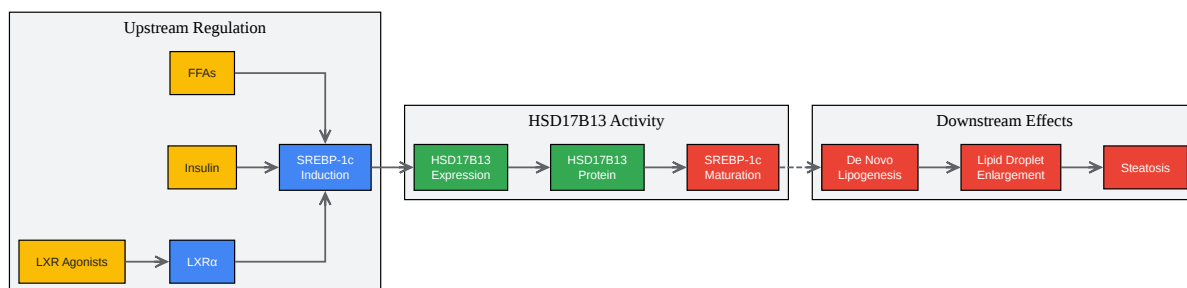 Upstream Regulation
FFAs
Insulin
SREBP-1c
Induction
LXR Agonists
LXRα
HSD17B13 Activity
HSD17B13
Expression
HSD17B13
Protein
SREBP-1c
Maturation
Downstream Effects
De Novo
Lipogenesis
Lipid Droplet
Enlargement
Steatosis